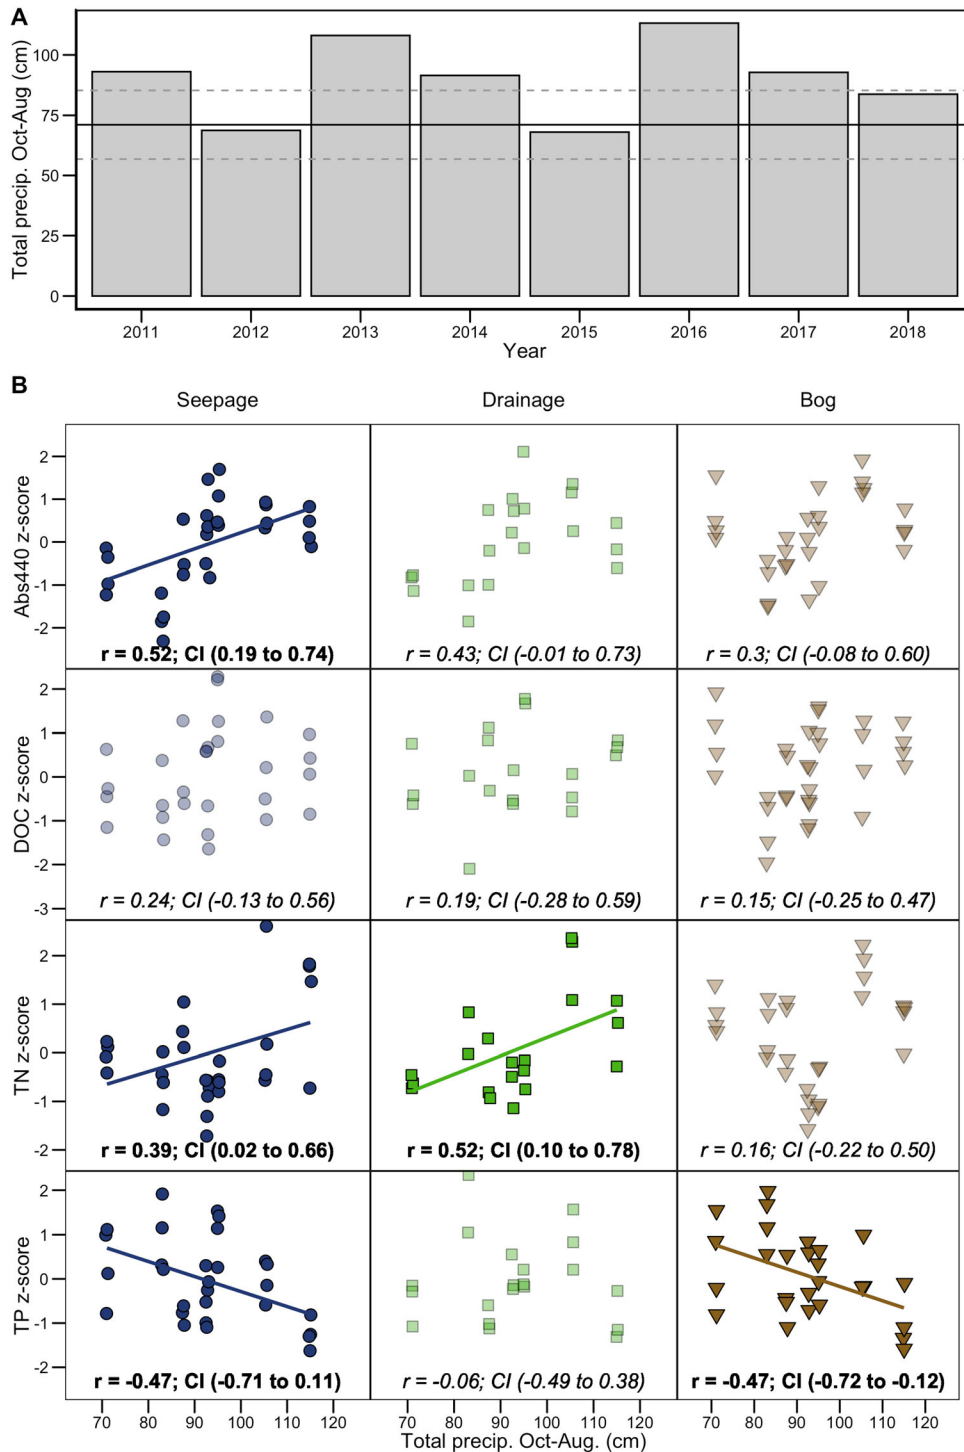 A
Total precip. Oct-Aug (cm)
100
75
50
25
0
2011 2012 2013 2014 2015 2016 2017 2018
Year
B
Seepage Drainage Bog
Abs440 z-score
2
1
0
-1
-2
r = 0.52; CI (0.19 to 0.74) r = 0.43; CI (-0.01 to 0.73) r = 0.3; CI (-0.08 to 0.60)
DOC z-score
2
1
0
-1
-2
-3
r = 0.24; CI (-0.13 to 0.56) r = 0.19; CI (-0.28 to 0.59) r = 0.15; CI (-0.25 to 0.47)
TN z-score
2
1
0
-1
-2
r = 0.39; CI (0.02 to 0.66) r = 0.52; CI (0.10 to 0.78) r = 0.16; CI (-0.22 to 0.50)
TP z-score
2
1
0
-1
-2
r = -0.47; CI (-0.71 to 0.11) r = -0.06; CI (-0.49 to 0.38) r = -0.47; CI (-0.72 to -0.12)
70 80 90 100 110 120 70 80 90 100 110 120 70 80 90 100 110 120
Total precip. Oct-Aug. (cm)